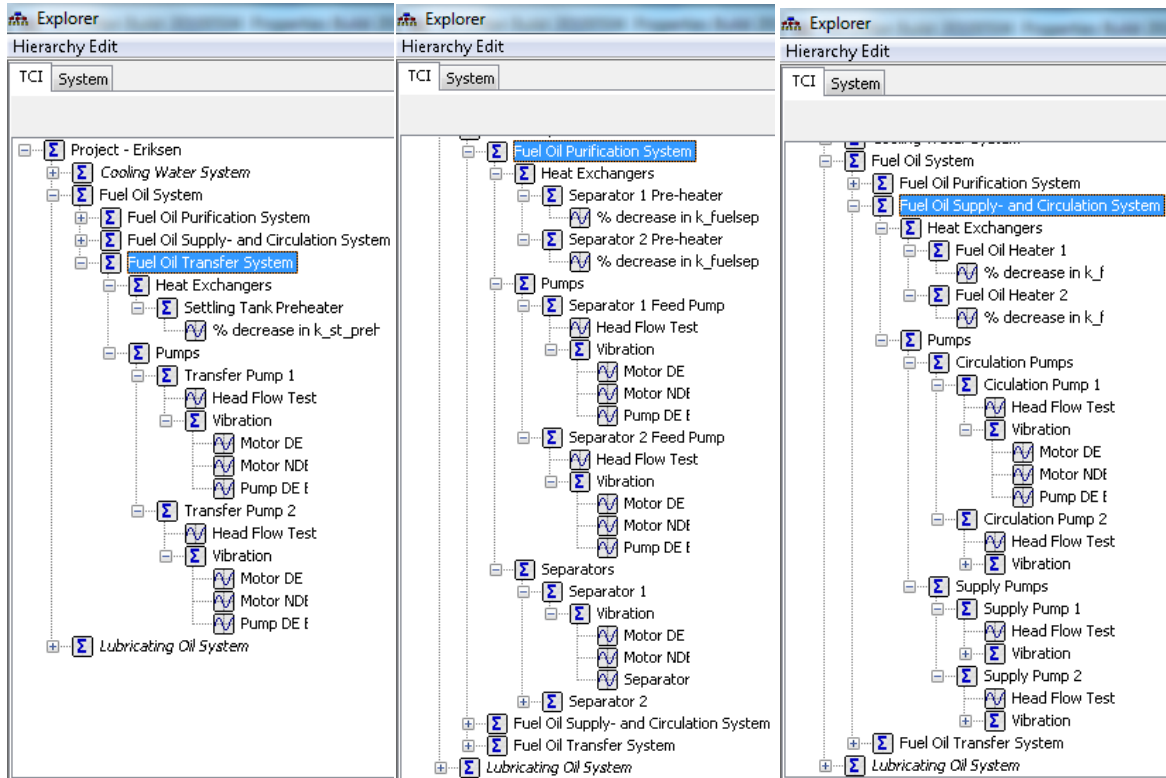 Explorer
Hierarchy Edit
TCI System
Project - Eriksen
Cooling Water System
Fuel Oil System
Fuel Oil Purification System
Fuel Oil Supply- and Circulation System
Fuel Oil Transfer System
Heat Exchangers
Settling Tank Preheater
% decrease in k_st_preh
Pumps
Transfer Pump 1
Head Flow Test
Vibration
Motor DE
Motor NDE
Pump DE
Transfer Pump 2
Head Flow Test
Vibration
Motor DE
Motor NDE
Pump DE
Lubricating Oil System
Explorer
Hierarchy Edit
TCI System
Fuel Oil Purification System
Heat Exchangers
Separator 1 Pre-heater
% decrease in k_fuelsep
Separator 2 Pre-heater
% decrease in k_fuelsep
Pumps
Separator 1 Feed Pump
Head Flow Test
Vibration
Motor DE
Motor NDE
Pump DE
Separator 2 Feed Pump
Head Flow Test
Vibration
Motor DE
Motor NDE
Pump DE
Separators
Separator 1
Vibration
Motor DE
Motor NDE
Separator
Separator 2
Fuel Oil Supply- and Circulation System
Fuel Oil Transfer System
Lubricating Oil System
Explorer
Hierarchy Edit
TCI System
Fuel Oil System
Fuel Oil Purification System
Fuel Oil Supply- and Circulation System
Heat Exchangers
Fuel Oil Heater 1
% decrease in k_f
Fuel Oil Heater 2
% decrease in k_f
Pumps
Circulation Pumps
Ciculation Pump 1
Head Flow Test
Vibration
Motor DE
Motor NDE
Pump DE
Circulation Pump 2
Head Flow Test
Vibration
Supply Pumps
Supply Pump 1
Head Flow Test
Vibration
Supply Pump 2
Head Flow Test
Vibration
Fuel Oil Transfer System
Lubricating Oil System